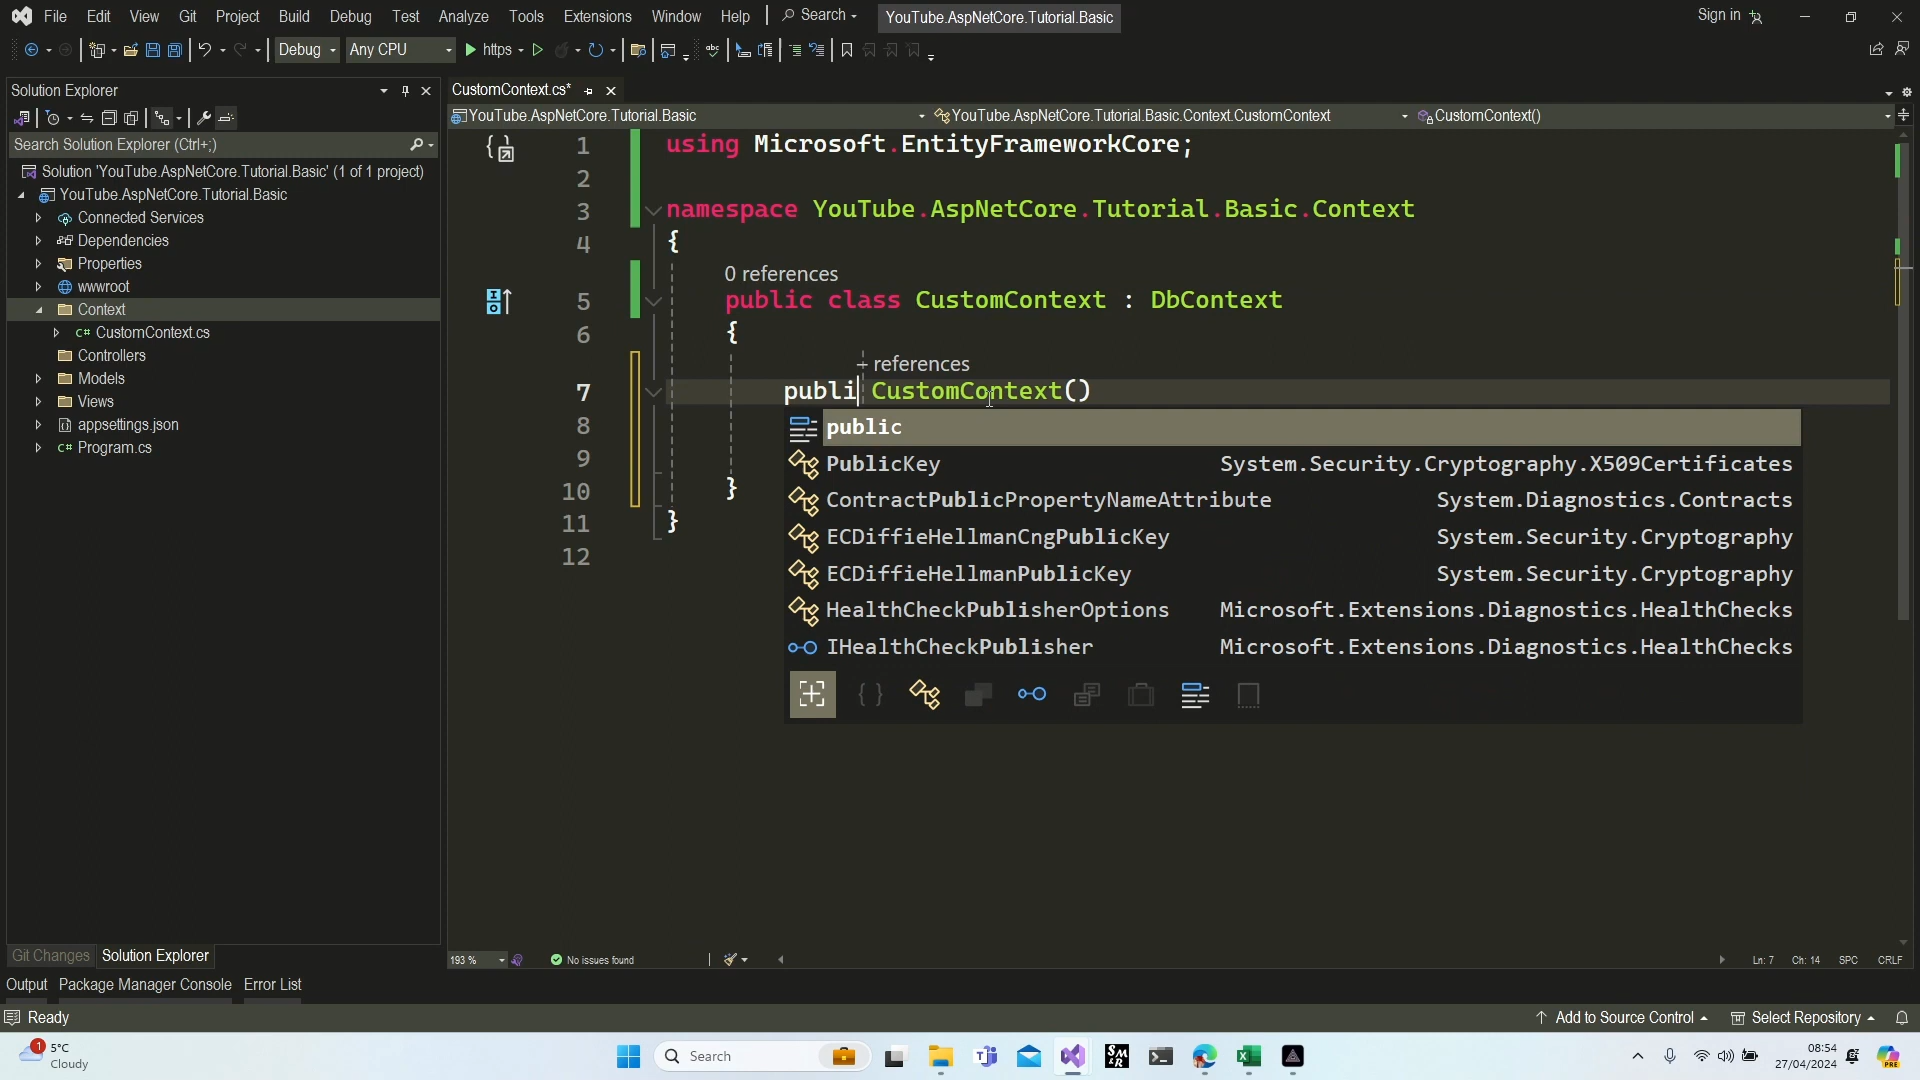 File Edit View Git Project Build Debug Test Analyze Tools Extensions Window Help Search YouTube.AspNetCore.Tutorial.Basic Sign in
Debug Any CPU https
Solution Explorer
Search Solution Explorer (Ctrl+;)
Solution 'YouTube.AspNetCore.Tutorial.Basic' (1 of 1 project)
YouTube.AspNetCore.Tutorial.Basic
Connected Services
Dependencies
Properties
wwwroot
Context
C# CustomContext.cs
Controllers
Models
Views
appsettings.json
C# Program.cs
Git Changes Solution Explorer
CustomContext.cs*
YouTube.AspNetCore.Tutorial.Basic YouTube.AspNetCore.Tutorial.Basic.Context.CustomContext CustomContext()
1 using Microsoft.EntityFrameworkCore;
2
3 namespace YouTube.AspNetCore.Tutorial.Basic.Context
4 {
0 references
5 public class CustomContext : DbContext
6 {
- references
7 publi CustomContext()
8
9
10 }
11 }
12
public
PublicKey System.Security.Cryptography.X509Certificates
ContractPublicPropertyNameAttribute System.Diagnostics.Contracts
ECDiffieHellmanCngPublicKey System.Security.Cryptography
ECDiffieHellmanPublicKey System.Security.Cryptography
HealthCheckPublisherOptions Microsoft.Extensions.Diagnostics.HealthChecks
IHealthCheckPublisher Microsoft.Extensions.Diagnostics.HealthChecks
193 % No issues found Ln: 7 Ch: 14 SPC CRLF
Output Package Manager Console Error List
Ready Add to Source Control Select Repository
1 5°C
Cloudy
Search
08:54
27/04/2024